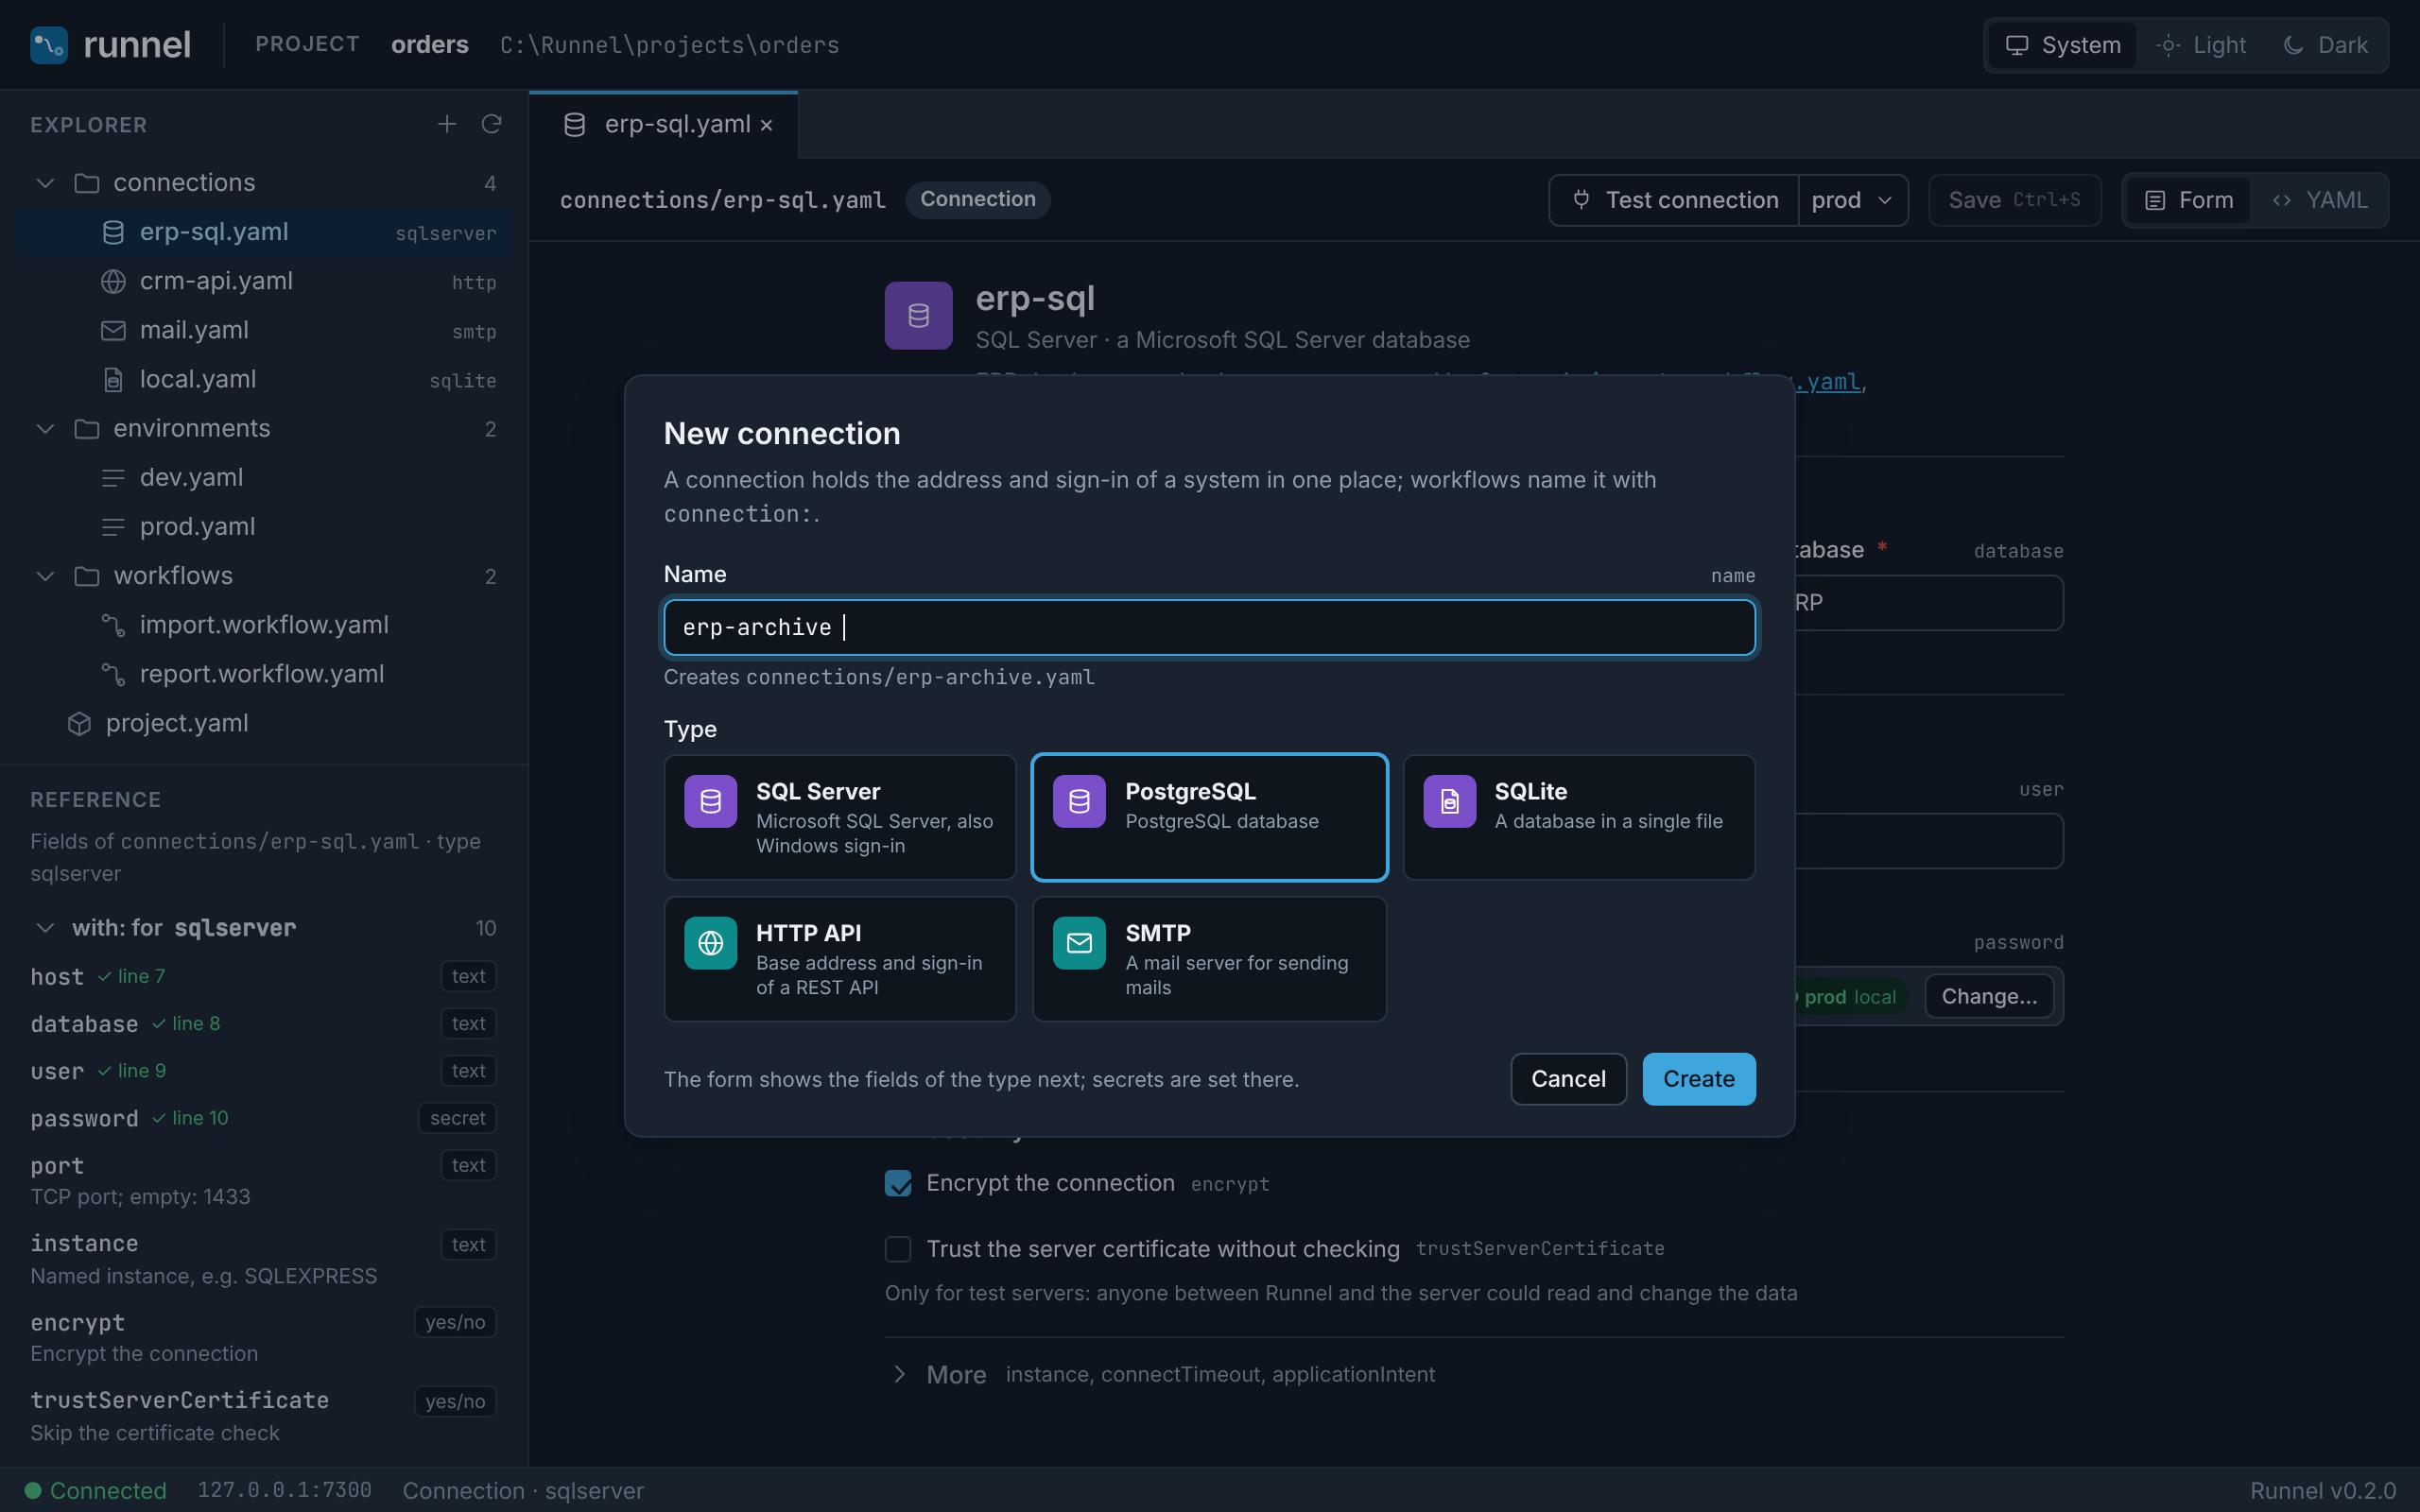 runnel
PROJECT orders C:\Runnel\projects\orders
System Light Dark
EXPLORER
connections 4
erp-sql.yaml sqlserver
crm-api.yaml http
mail.yaml smtp
local.yaml sqlite
environments 2
dev.yaml
prod.yaml
workflows 2
import.workflow.yaml
report.workflow.yaml
project.yaml
REFERENCE
Fields of connections/erp-sql.yaml · type
sqlserver
with: for sqlserver 10
host ✓ line 7 text
database ✓ line 8 text
user ✓ line 9 text
password ✓ line 10 secret
port text
TCP port; empty: 1433
instance text
Named instance, e.g. SQLEXPRESS
encrypt yes/no
Encrypt the connection
trustServerCertificate yes/no
Skip the certificate check
erp-sql.yaml ×
connections/erp-sql.yaml Connection
Test connection prod Save Ctrl+S Form YAML
erp-sql
SQL Server · a Microsoft SQL Server database
.yaml,
New connection
A connection holds the address and sign-in of a system in one place; workflows name it with
connection:.
Name name
erp-archive
Creates connections/erp-archive.yaml
Type
SQL Server
Microsoft SQL Server, also
Windows sign-in
PostgreSQL
PostgreSQL database
SQLite
A database in a single file
HTTP API
Base address and sign-in
of a REST API
SMTP
A mail server for sending
mails
The form shows the fields of the type next; secrets are set there.
Cancel Create
tabase * database
RP
user
password
prod local Change...
Encrypt the connection encrypt
Trust the server certificate without checking trustServerCertificate
Only for test servers: anyone between Runnel and the server could read and change the data
More instance, connectTimeout, applicationIntent
Connected 127.0.0.1:7300 Connection · sqlserver
Runnel v0.2.0